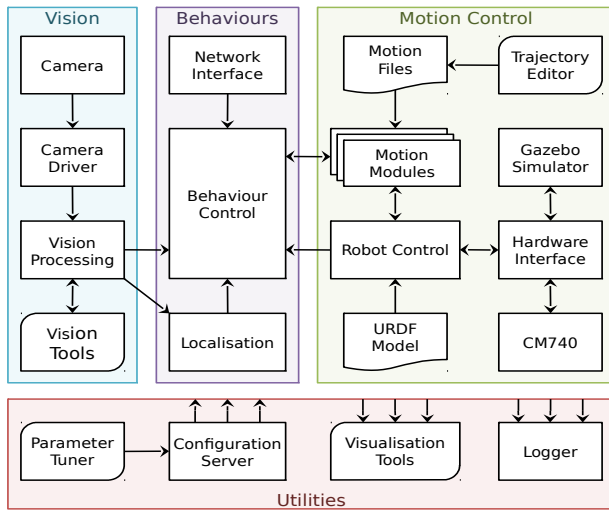 Vision
Behaviours
Motion Control
Camera
Network
Interface
Motion
Files
Trajectory
Editor
Camera
Driver
Behaviour
Control
Motion
Modules
Gazebo
Simulator
Vision
Processing
Robot Control
Hardware
Interface
Vision
Tools
Localisation
URDF
Model
CM740
Parameter
Tuner
Configuration
Server
Visualisation
Tools
Logger
Utilities